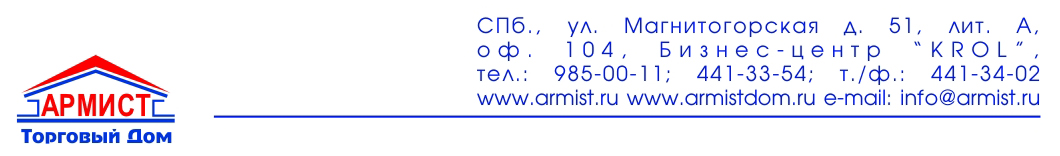 СПб., ул. Магнитогорская д. 51, лит. А,
оф. 104, Бизнес-центр “KROL”,
тел.: 985-00-11; 441-33-54; т./ф.: 441-34-02
www.armist.ru www.armistdom.ru e-mail: info@armist.ru
АРМИСТ
Торговый Дом